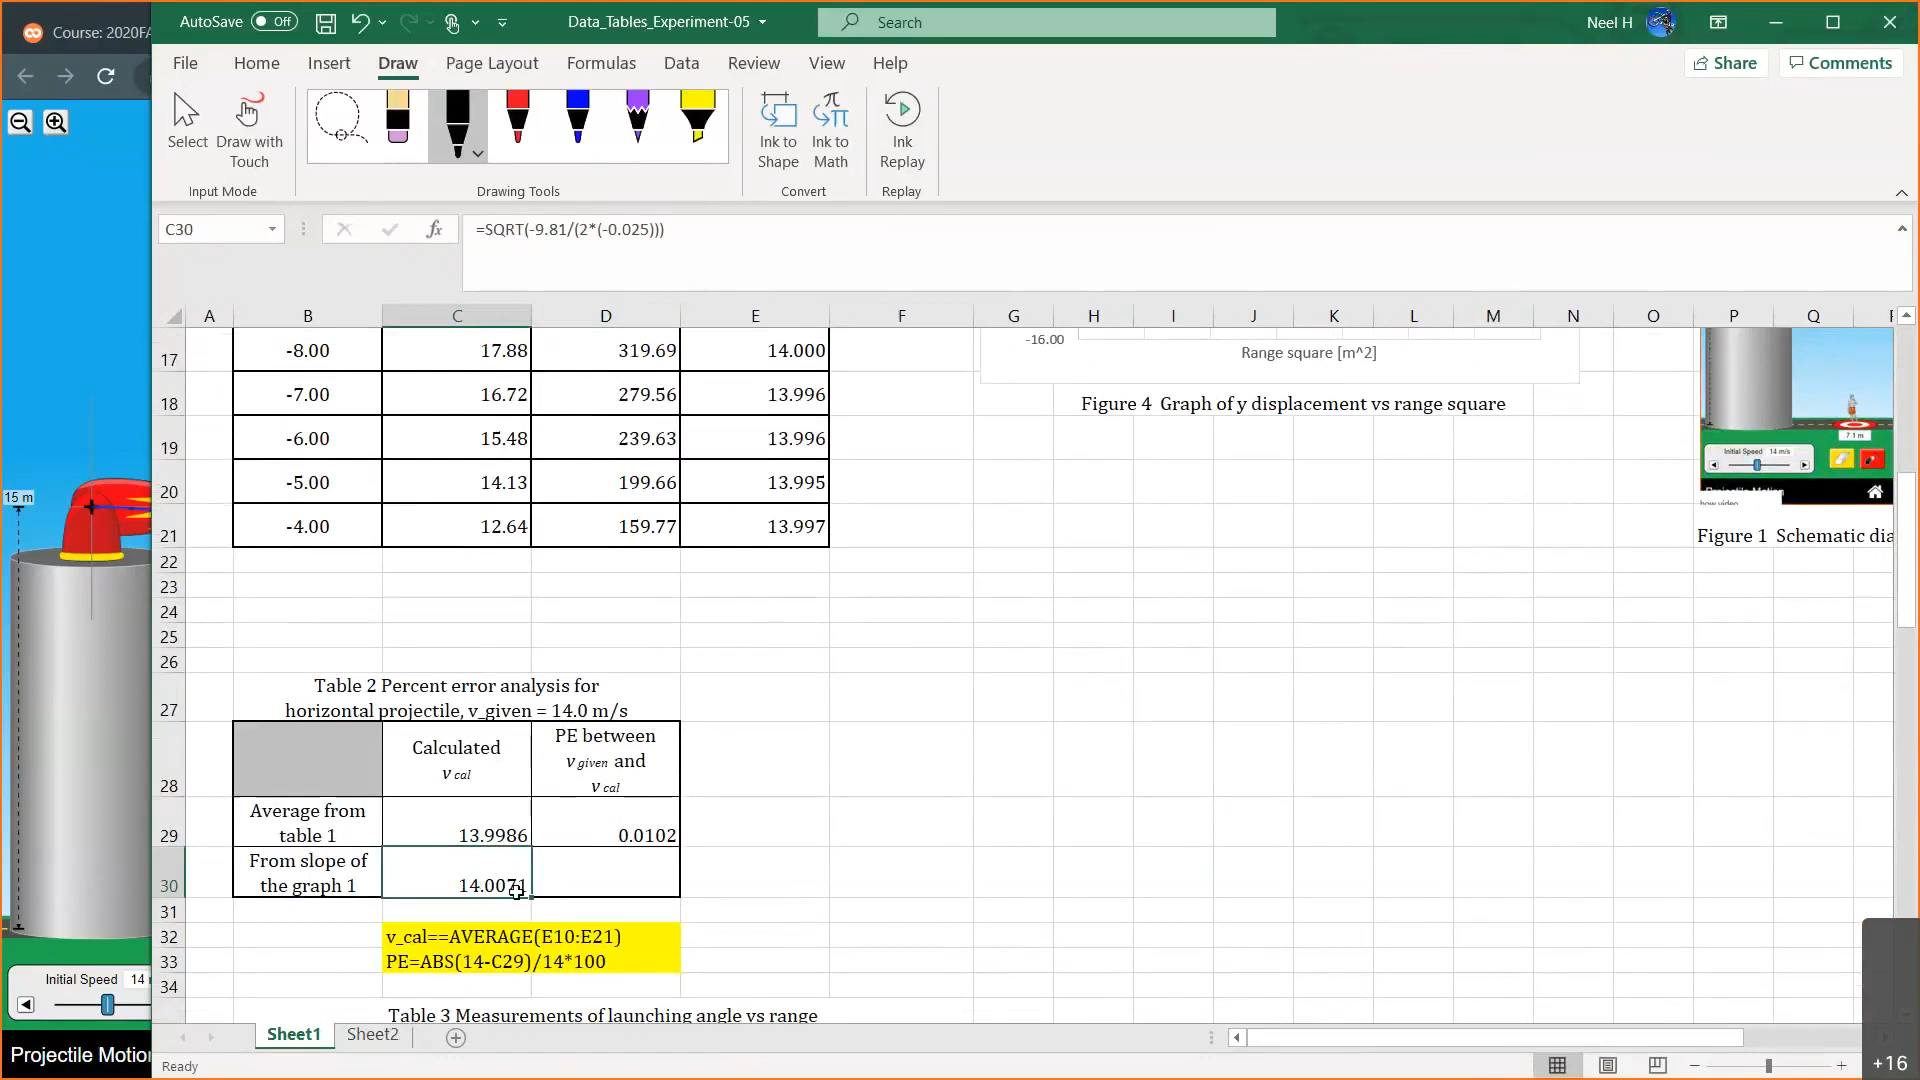 Course: 2020FA
AutoSave Off
Data_Tables_Experiment-05
Search
Neel H
File Home Insert Draw Page Layout Formulas Data Review View Help
Share Comments
Select
Draw with Touch
Ink to Shape
Ink to Math
Ink Replay
Input Mode
Drawing Tools
Convert
Replay
C30
fx
=SQRT(-9.81/(2*(-0.025)))
A B C D E F G H I J K L M N O P Q
17 -8.00 17.88 319.69 14.000
18 -7.00 16.72 279.56 13.996
19 -6.00 15.48 239.63 13.996
20 -5.00 14.13 199.66 13.995
21 -4.00 12.64 159.77 13.997
22
23
24
25
26
-16.00
Range square [m^2]
Figure 4 Graph of y displacement vs range square
7.1 m
Initial Speed 14 m/s
Figure 1 Schematic dia
15 m
27
Table 2 Percent error analysis for
horizontal projectile, v_given = 14.0 m/s
28
Calculated
v cal
PE between
v given and
v cal
Average from
29 table 1 13.9986 0.0102
From slope of
30 the graph 1 14.0071
31
32 v_cal==AVERAGE(E10:E21)
33 PE=ABS(14-C29)/14*100
34
Table 3 Measurements of launching angle vs range
Initial Speed 14
Projectile Motio
Sheet1 Sheet2
Ready
+16